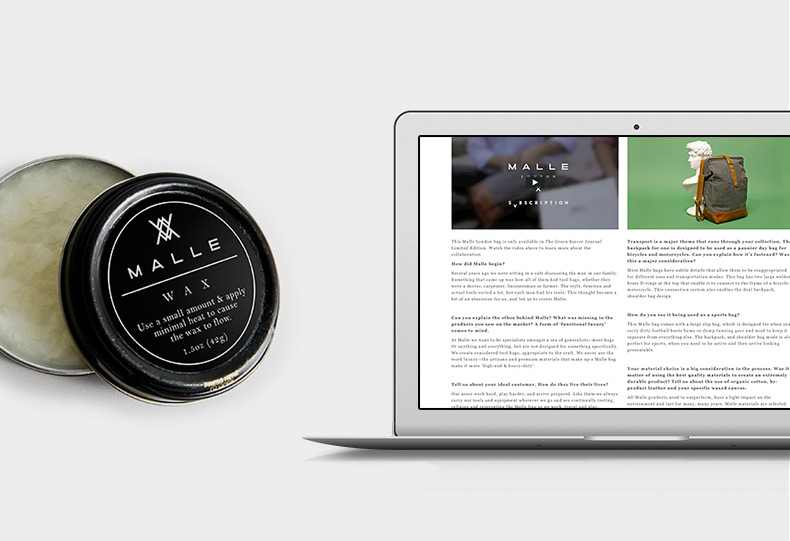 MALLE
WAX
Use a small amount & apply
minimal heat to cause
the wax to flow.
1.5oz (42g)
MALLE
LONDON
SUBSCRIPTION
This Malle London bag is only available in The Green Soccer Journal
Limited Edition. Watch the video above to learn more about the
collaboration.
How did Malle begin?
Several years ago we were sitting in a café discussing the men in our family.
Something that came up was how all of them had tool bags, whether they
were a doctor, carpenter, businessman or farmer. The style, function and
actual tools varied a lot, but each man had his tools. This thought became a
bit of an obsession for us, and led us to create Malle.
Can you explain the ethos behind Malle? What was missing in the
products you saw on the market? A form of 'functional luxury'
comes to mind.
At Malle we want to be specialists amongst a sea of generalists—most bags
fit anything and everything, but are not designed for something specifically.
We create considered tool bags, appropriate to the craft. We never use the
word luxury—the artisans and premium materials that make up a Malle bag
make it more 'high-end & heavy-duty'.
Tell us about your ideal customer. How do they live their lives?
Our users work hard, play harder, and arrive prepared. Like them we always
carry our tools and equipment wherever we go and are continually testing,
refining and reinventing the Malle bag as we work, travel and play.
Transport is a major theme that runs through your collection. The
backpack for one is designed to be used as a pannier day bag for
bicycles and motorcycles. Can you explain how it's fastened? Was
this a major consideration?
Most Malle bags have subtle details that allow them to be reappropriated
for different uses and transportation modes. This bag has two large welded
brass D-rings at the top that enable it to connect to the frame of a bicycle or
motorcycle. This connection system also enables the dual backpack,
shoulder bag design.
How do you see it being used as a sports bag?
This Malle bag comes with a large slip bag, which is designed for when you
carry dirty football boots home or damp running gear and need to keep it
separate from everything else. The backpack, and shoulder bag mode is also
perfect for sports, when you need to be active and then arrive looking
presentable.
Your material choice is a big consideration in the process. Was it a
matter of using the best quality materials to create an extremely
durable product? Tell us about the use of organic cotton, by-
product leather and your specific waxed canvas.
All Malle products need to outperform, have a light impact on the
environment and last for many, many years. Malle materials are selected